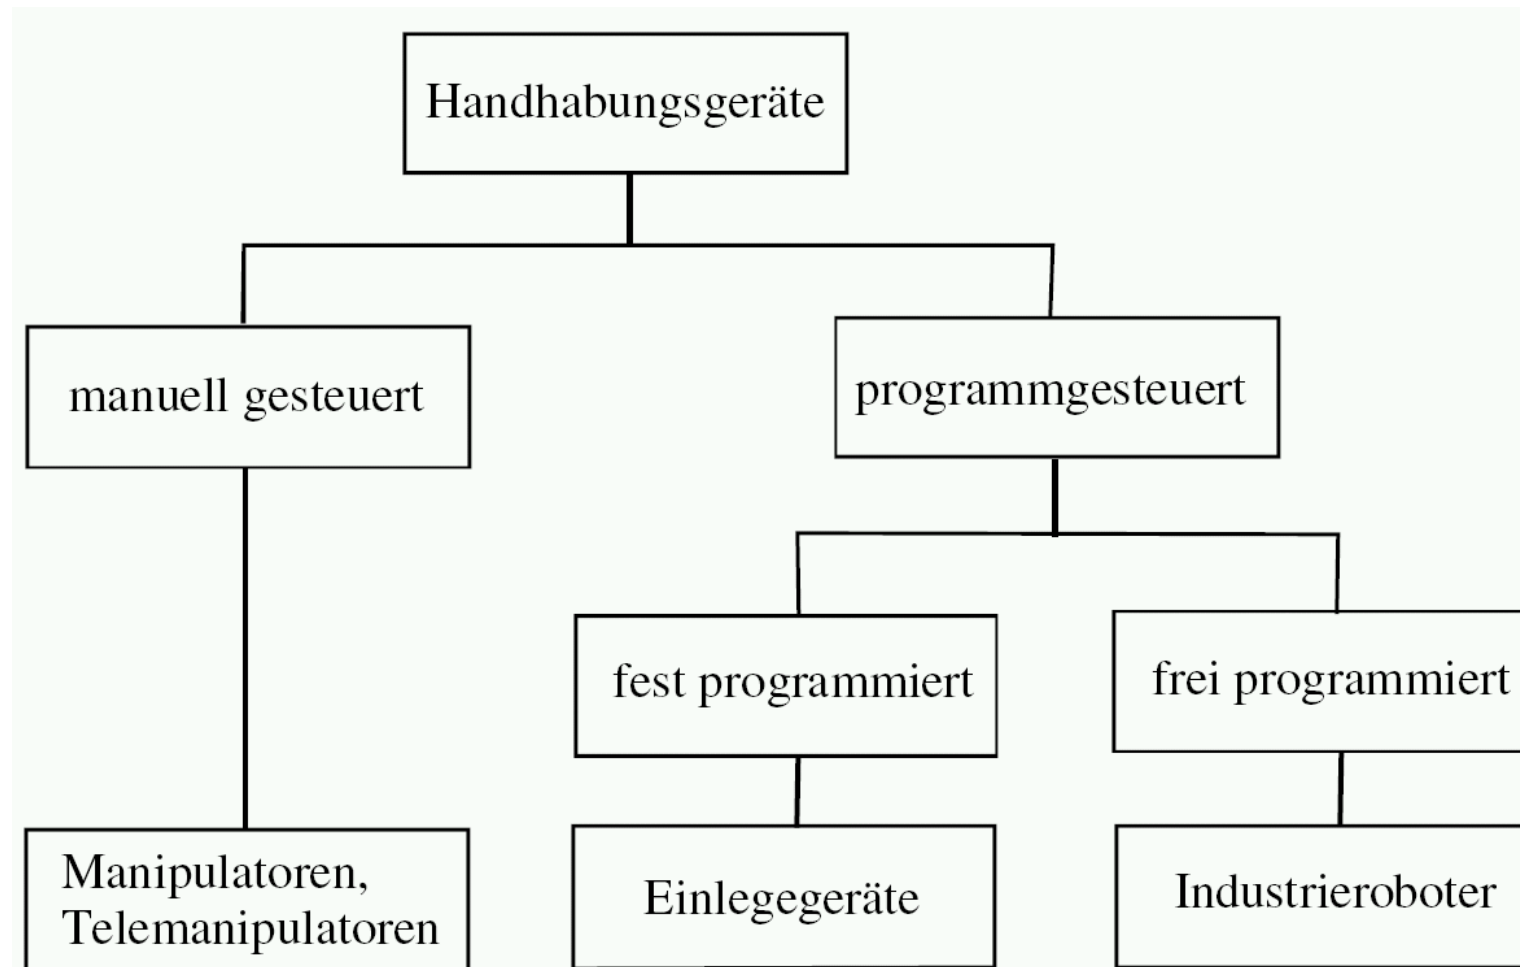 Handhabungsgeräte
manuell gesteuert
programmgesteuert
fest programmiert
frei programmiert
Manipulatoren,
Telemanipulatoren
Einlegegeräte
Industrieroboter